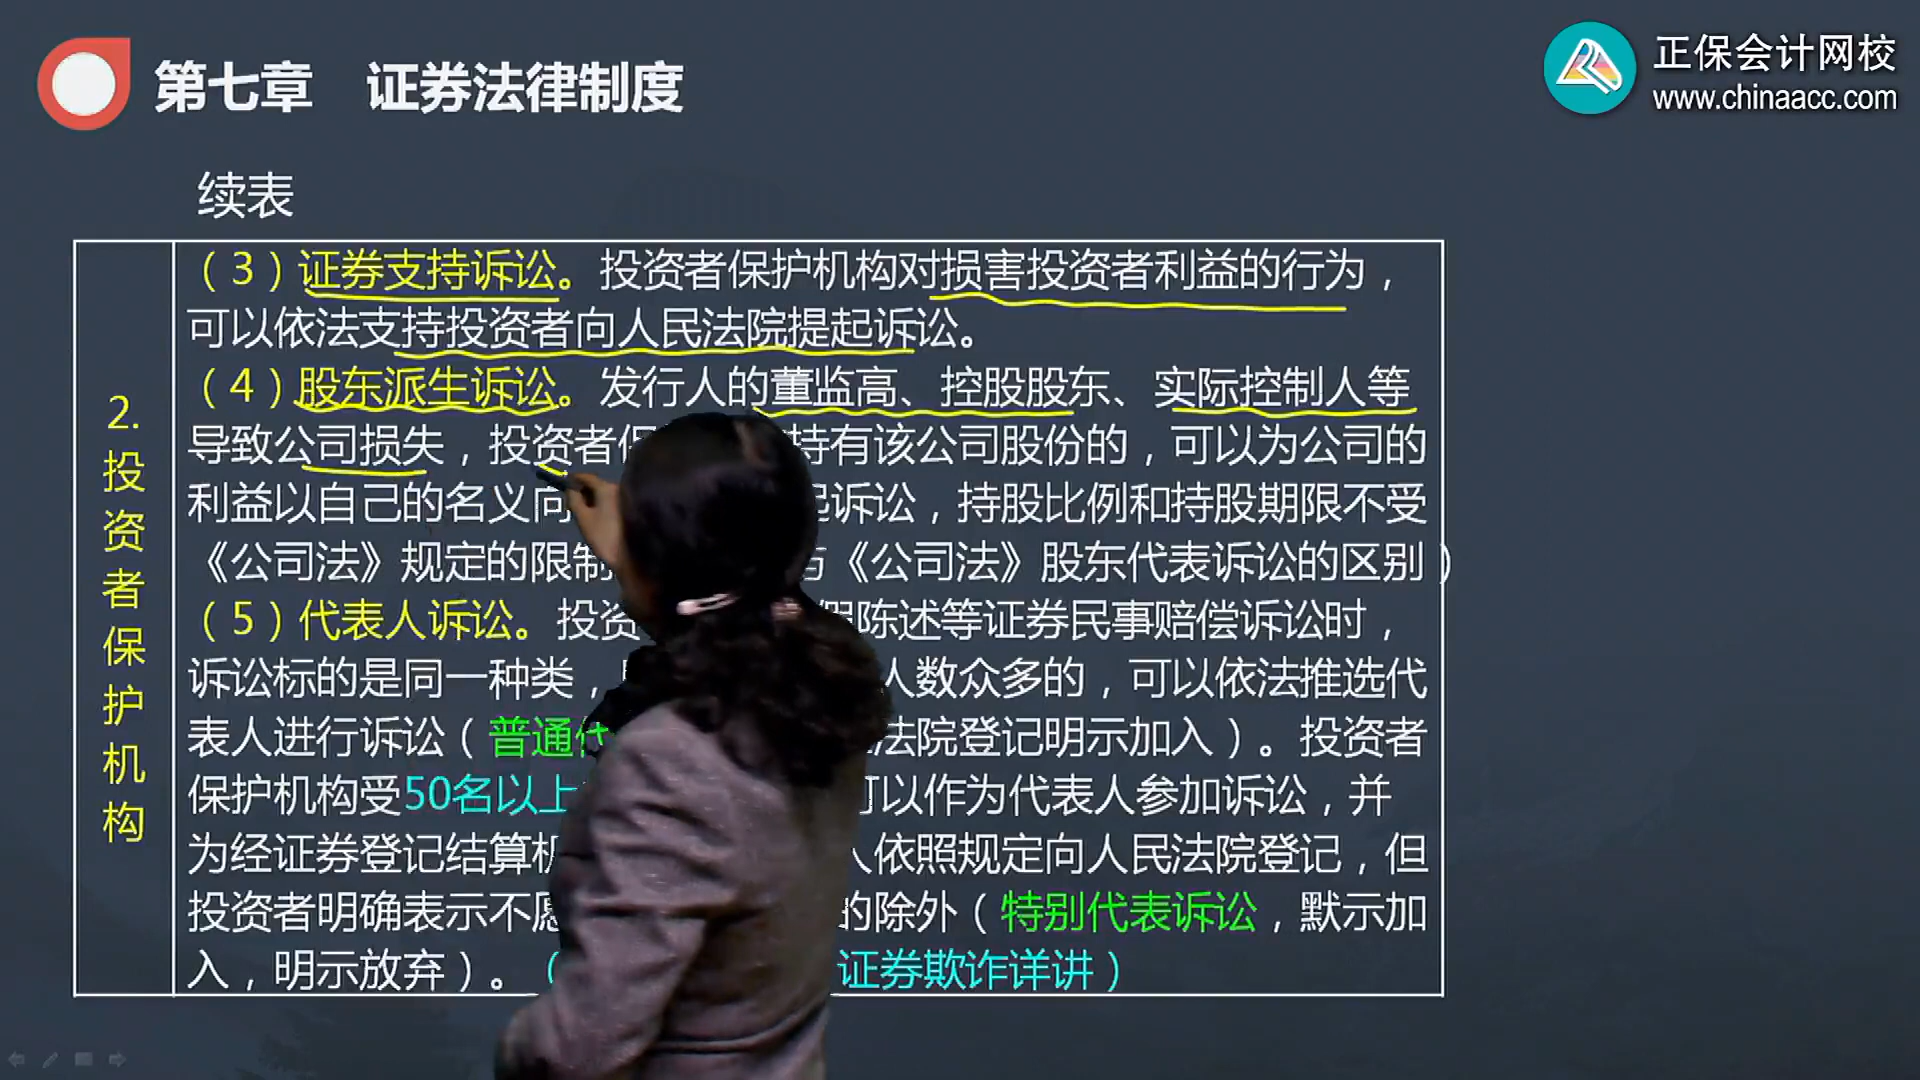 第七章 证券法律制度
正保会计网校
www.chinaacc.com
续表
2.投资者保护机构
（3）证券支持诉讼。投资者保护机构对损害投资者利益的行为，
可以依法支持投资者向人民法院提起诉讼。
（4）股东派生诉讼。发行人的董监高、控股股东、实际控制人等
导致公司损失，投资者保 持有该公司股份的，可以为公司的
利益以自己的名义向 起诉讼，持股比例和持股期限不受
《公司法》规定的限制 与《公司法》股东代表诉讼的区别）
（5）代表人诉讼。投资 假陈述等证券民事赔偿诉讼时，
诉讼标的是同一种类， 人数众多的，可以依法推选代
表人进行诉讼（普通代 法院登记明示加入）。投资者
保护机构受50名以上 可以作为代表人参加诉讼，并
为经证券登记结算机 人依照规定向人民法院登记，但
投资者明确表示不愿 的除外（特别代表诉讼，默示加
入，明示放弃）。（ 证券欺诈详讲）